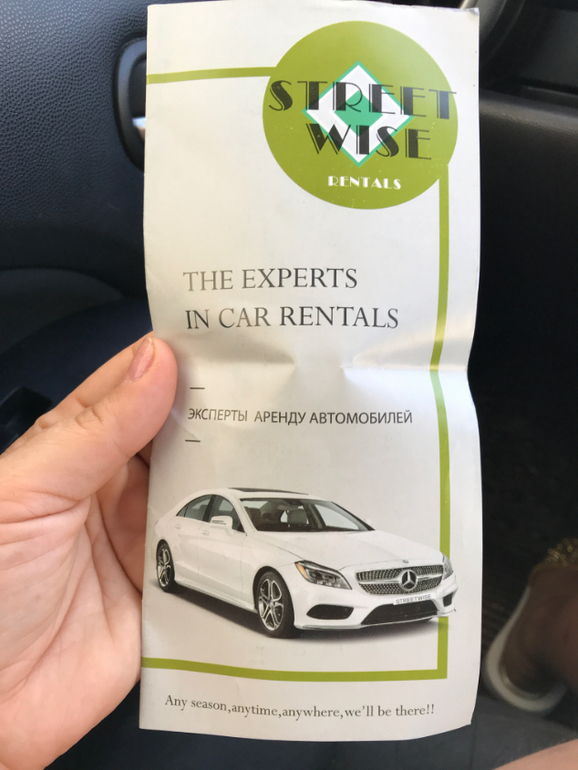 STREET
WISE
RENTALS
THE EXPERTS
IN CAR RENTALS
ЭКСПЕРТЫ АРЕНДУ АВТОМОБИЛЕЙ
STREETWISE
Any season,anytime,anywhere,we'll be there!!